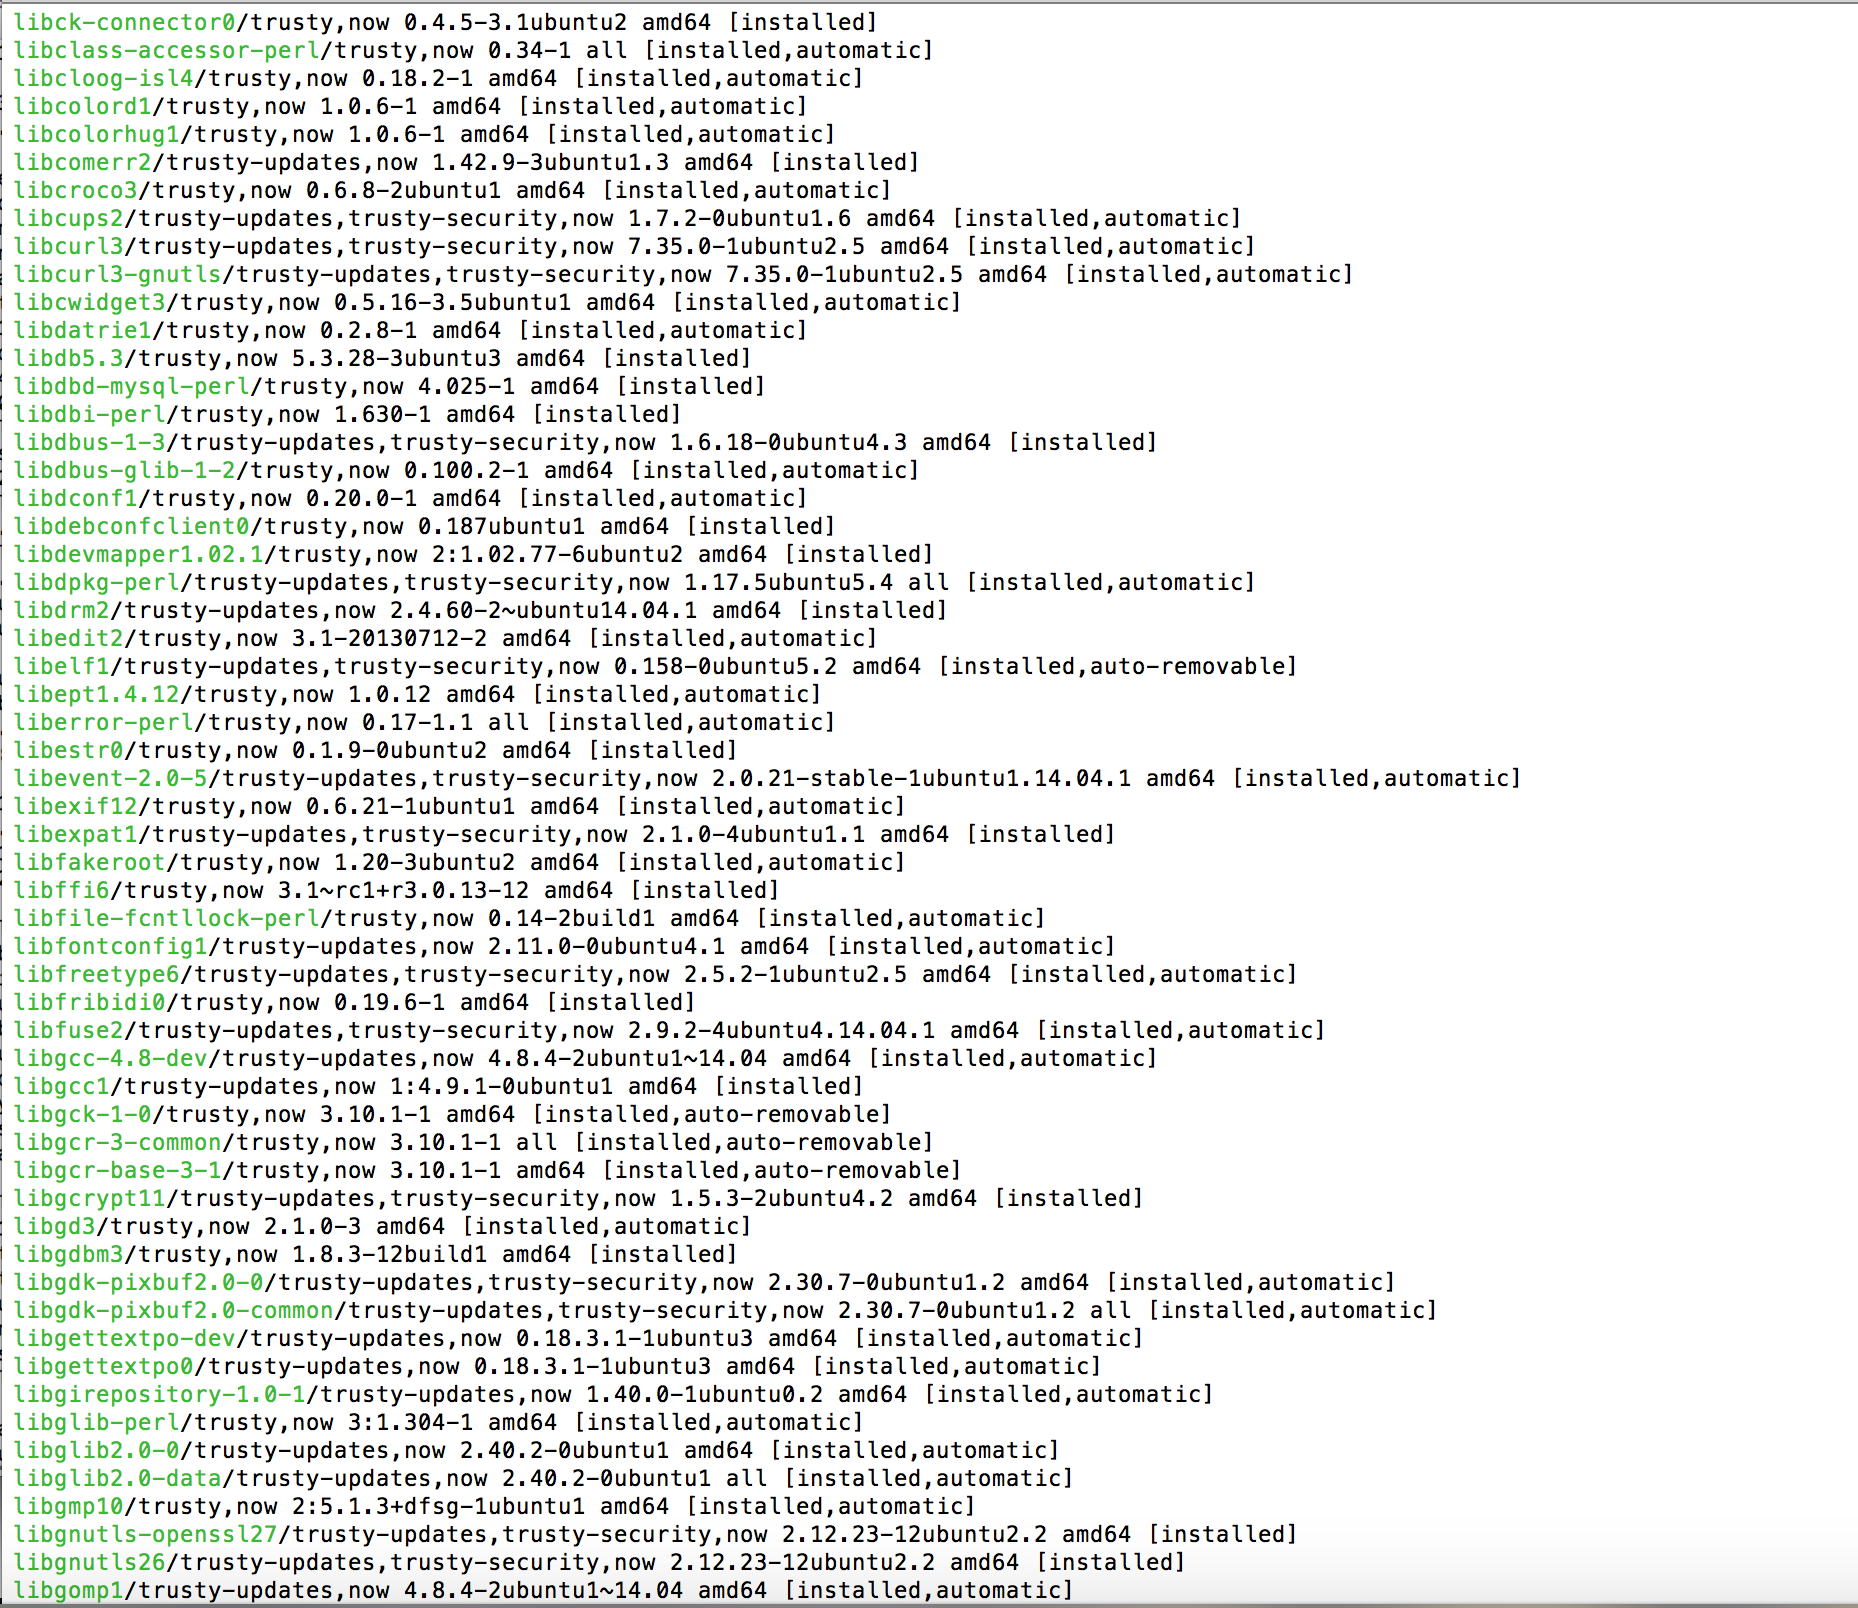 libck-connector0/trusty,now 0.4.5-3.1ubuntu2 amd64 [installed]
libclass-accessor-perl/trusty,now 0.34-1 all [installed,automatic]
libcloog-isl4/trusty,now 0.18.2-1 amd64 [installed,automatic]
libcolord1/trusty,now 1.0.6-1 amd64 [installed,automatic]
libcolorhug1/trusty,now 1.0.6-1 amd64 [installed,automatic]
libcomerr2/trusty-updates,now 1.42.9-3ubuntu1.3 amd64 [installed]
libcroco3/trusty,now 0.6.8-2ubuntu1 amd64 [installed,automatic]
libcups2/trusty-updates,trusty-security,now 1.7.2-0ubuntu1.6 amd64 [installed,automatic]
libcurl3/trusty-updates,trusty-security,now 7.35.0-1ubuntu2.5 amd64 [installed,automatic]
libcurl3-gnutls/trusty-updates,trusty-security,now 7.35.0-1ubuntu2.5 amd64 [installed,automatic]
libcwidget3/trusty,now 0.5.16-3.5ubuntu1 amd64 [installed,automatic]
libdatrie1/trusty,now 0.2.8-1 amd64 [installed,automatic]
libdb5.3/trusty,now 5.3.28-3ubuntu3 amd64 [installed]
libdbd-mysql-perl/trusty,now 4.025-1 amd64 [installed]
libdbi-perl/trusty,now 1.630-1 amd64 [installed]
libdbus-1-3/trusty-updates,trusty-security,now 1.6.18-0ubuntu4.3 amd64 [installed]
libdbus-glib-1-2/trusty,now 0.100.2-1 amd64 [installed,automatic]
libdconf1/trusty,now 0.20.0-1 amd64 [installed,automatic]
libdebconfclient0/trusty,now 0.187ubuntu1 amd64 [installed]
libdevmapper1.02.1/trusty,now 2:1.02.77-6ubuntu2 amd64 [installed]
libdpkg-perl/trusty-updates,trusty-security,now 1.17.5ubuntu5.4 all [installed,automatic]
libdrm2/trusty-updates,now 2.4.60-2~ubuntu14.04.1 amd64 [installed]
libedit2/trusty,now 3.1-20130712-2 amd64 [installed,automatic]
libelf1/trusty-updates,trusty-security,now 0.158-0ubuntu5.2 amd64 [installed,auto-removable]
libept1.4.12/trusty,now 1.0.12 amd64 [installed,automatic]
liberror-perl/trusty,now 0.17-1.1 all [installed,automatic]
libestr0/trusty,now 0.1.9-0ubuntu2 amd64 [installed]
libevent-2.0-5/trusty-updates,trusty-security,now 2.0.21-stable-1ubuntu1.14.04.1 amd64 [installed,automatic]
libexif12/trusty,now 0.6.21-1ubuntu1 amd64 [installed,automatic]
libexpat1/trusty-updates,trusty-security,now 2.1.0-4ubuntu1.1 amd64 [installed]
libfakeroot/trusty,now 1.20-3ubuntu2 amd64 [installed,automatic]
libffi6/trusty,now 3.1~rc1+r3.0.13-12 amd64 [installed]
libfile-fcntllock-perl/trusty,now 0.14-2build1 amd64 [installed,automatic]
libfontconfig1/trusty-updates,now 2.11.0-0ubuntu4.1 amd64 [installed,automatic]
libfreetype6/trusty-updates,trusty-security,now 2.5.2-1ubuntu2.5 amd64 [installed,automatic]
libfribidi0/trusty,now 0.19.6-1 amd64 [installed]
libfuse2/trusty-updates,trusty-security,now 2.9.2-4ubuntu4.14.04.1 amd64 [installed,automatic]
libgcc-4.8-dev/trusty-updates,now 4.8.4-2ubuntu1~14.04 amd64 [installed,automatic]
libgcc1/trusty-updates,now 1:4.9.1-0ubuntu1 amd64 [installed]
libgck-1-0/trusty,now 3.10.1-1 amd64 [installed,auto-removable]
libgcr-3-common/trusty,now 3.10.1-1 all [installed,auto-removable]
libgcr-base-3-1/trusty,now 3.10.1-1 amd64 [installed,auto-removable]
libgcrypt11/trusty-updates,trusty-security,now 1.5.3-2ubuntu4.2 amd64 [installed]
libgd3/trusty,now 2.1.0-3 amd64 [installed,automatic]
libgdbm3/trusty,now 1.8.3-12build1 amd64 [installed]
libgdk-pixbuf2.0-0/trusty-updates,trusty-security,now 2.30.7-0ubuntu1.2 amd64 [installed,automatic]
libgdk-pixbuf2.0-common/trusty-updates,trusty-security,now 2.30.7-0ubuntu1.2 all [installed,automatic]
libgettextpo-dev/trusty-updates,now 0.18.3.1-1ubuntu3 amd64 [installed,automatic]
libgettextpo0/trusty-updates,now 0.18.3.1-1ubuntu3 amd64 [installed,automatic]
libgirepository-1.0-1/trusty-updates,now 1.40.0-1ubuntu0.2 amd64 [installed,automatic]
libglib-perl/trusty,now 3:1.304-1 amd64 [installed,automatic]
libglib2.0-0/trusty-updates,now 2.40.2-0ubuntu1 amd64 [installed,automatic]
libglib2.0-data/trusty-updates,now 2.40.2-0ubuntu1 all [installed,automatic]
libgmp10/trusty,now 2:5.1.3+dfsg-1ubuntu1 amd64 [installed,automatic]
libgnutls-openssl27/trusty-updates,trusty-security,now 2.12.23-12ubuntu2.2 amd64 [installed]
libgnutls26/trusty-updates,trusty-security,now 2.12.23-12ubuntu2.2 amd64 [installed]
libgomp1/trusty-updates,now 4.8.4-2ubuntu1~14.04 amd64 [installed,automatic]